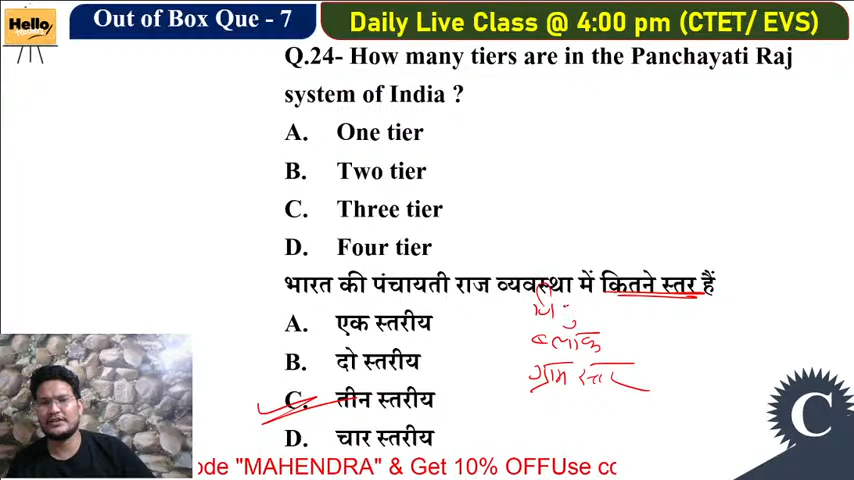 Hello
Out of Box Que - 7
Daily Live Class @ 4:00 pm (CTET/ EVS)
Q.24- How many tiers are in the Panchayati Raj
system of India ?
A. One tier
B. Two tier
C. Three tier
D. Four tier
भारत की पंचायती राज व्यवस्था में कितने स्तर हैं
A. एक स्तरीय
B. दो स्तरीय
C. तीन स्तरीय
D. चार स्तरीय
ब्लाक
ग्राम स्तर
C
ode "MAHENDRA" & Get 10% OFFUse co